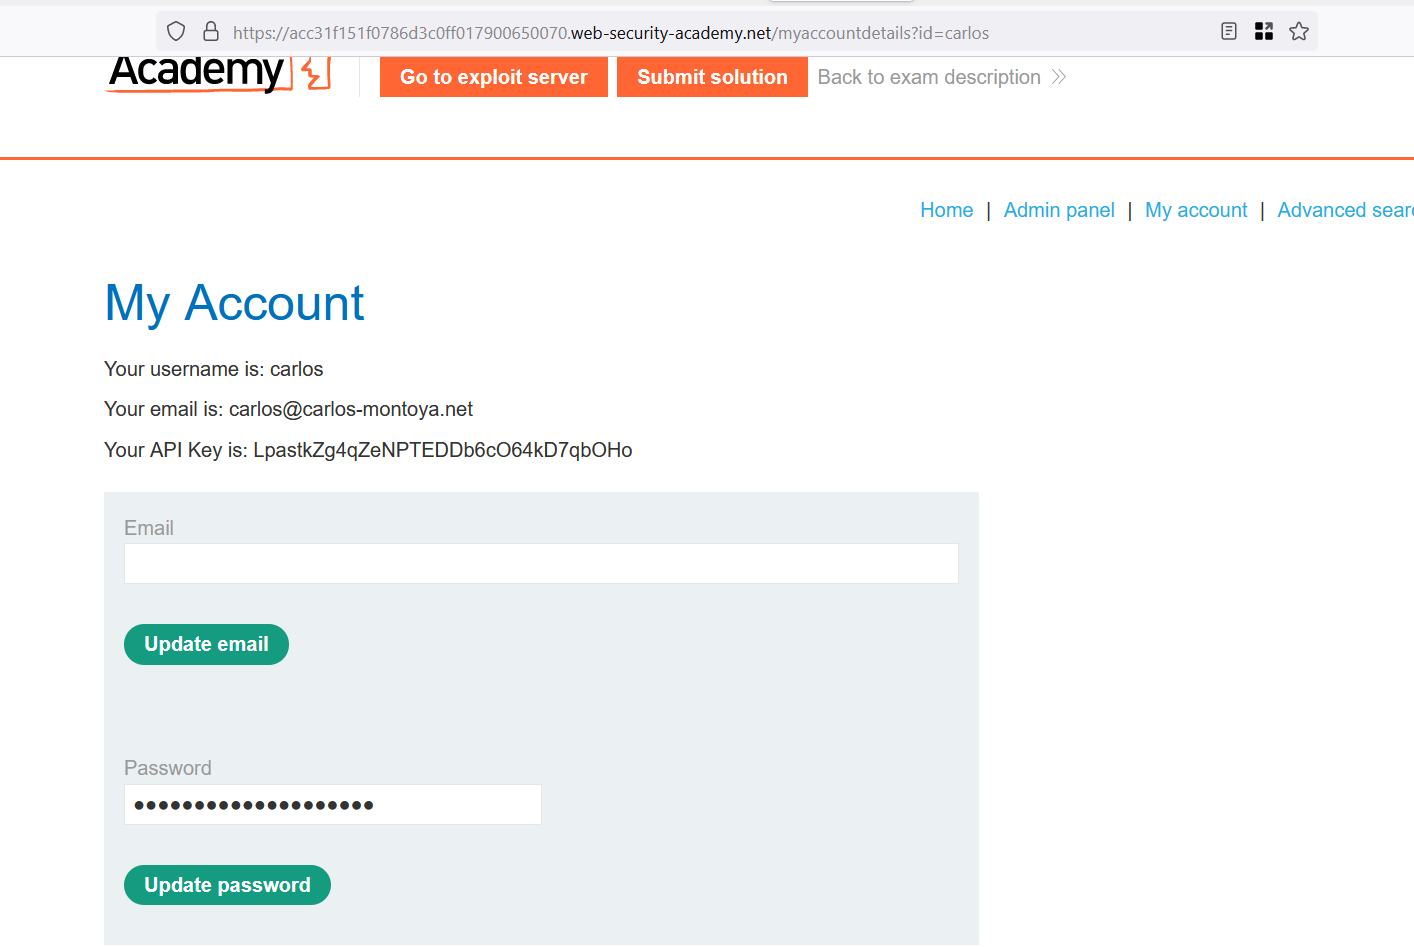 https://acc31f151f0786d3c0ff017900650070.web-security-academy.net/myaccountdetails?id=carlos
Academy Go to exploit server Submit solution Back to exam description
Home | Admin panel | My account |
Advanced
My Account
Your username is: carlos
Your email is: carlos@carlos-montoya.net
Your API Key is: LpastkZg4qZeNPTEDDb6cO64kD7qbOHo
Email
Update email
Password
Update password